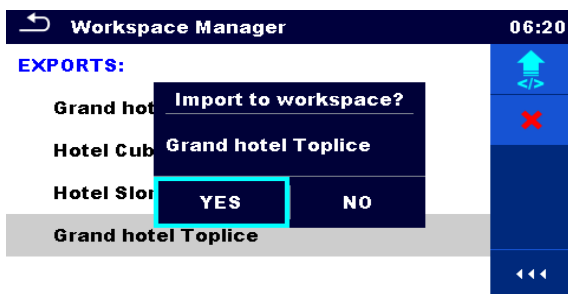 Workspace Manager 06:20
EXPORTS:
Grand hot
Hotel Cub
Hotel Slor
Grand hotel Toplice
Import to workspace?
Grand hotel Toplice
YES NO